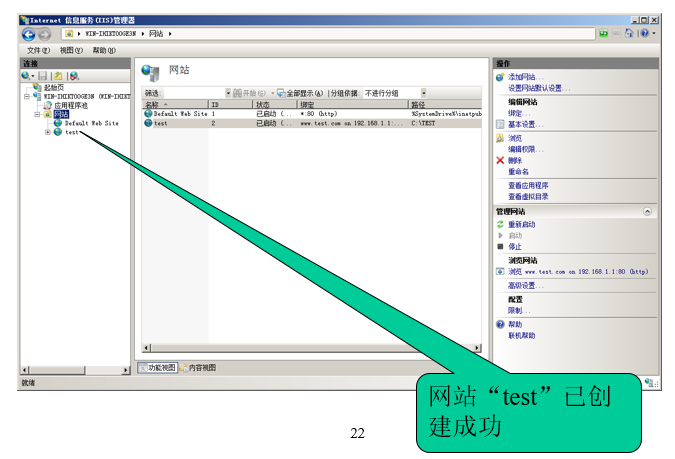 Internet 信息服务(IIS)管理器
WIN-IHIXTOOGE3N ▸ 网站 ▸
文件(F) 视图(V) 帮助(H)
连接
起始页
WIN-IHIXTOOGE3N (WIN-IHIXT
应用程序池
网站
Default Web Site
test
网站
筛选: 开始(G) 全部显示(A) 分组依据: 不进行分组
名称 ID 状态 绑定 路径
Default Web Site 1 已启动 (... *:80 (http) %SystemDrive%\inetpub
test 2 已启动 (... www.test.com on 192.168.1.1:... C:\TEST
功能视图 内容视图
就绪
操作
添加网站...
设置网站默认设置...
编辑网站
绑定...
基本设置...
浏览
编辑权限...
删除
重命名
查看应用程序
查看虚拟目录
管理网站
重新启动
启动
停止
浏览网站
浏览 www.test.com on 192.168.1.1:80 (http)
高级设置...
配置
限制...
帮助
联机帮助
网站“test”已创
建成功
22